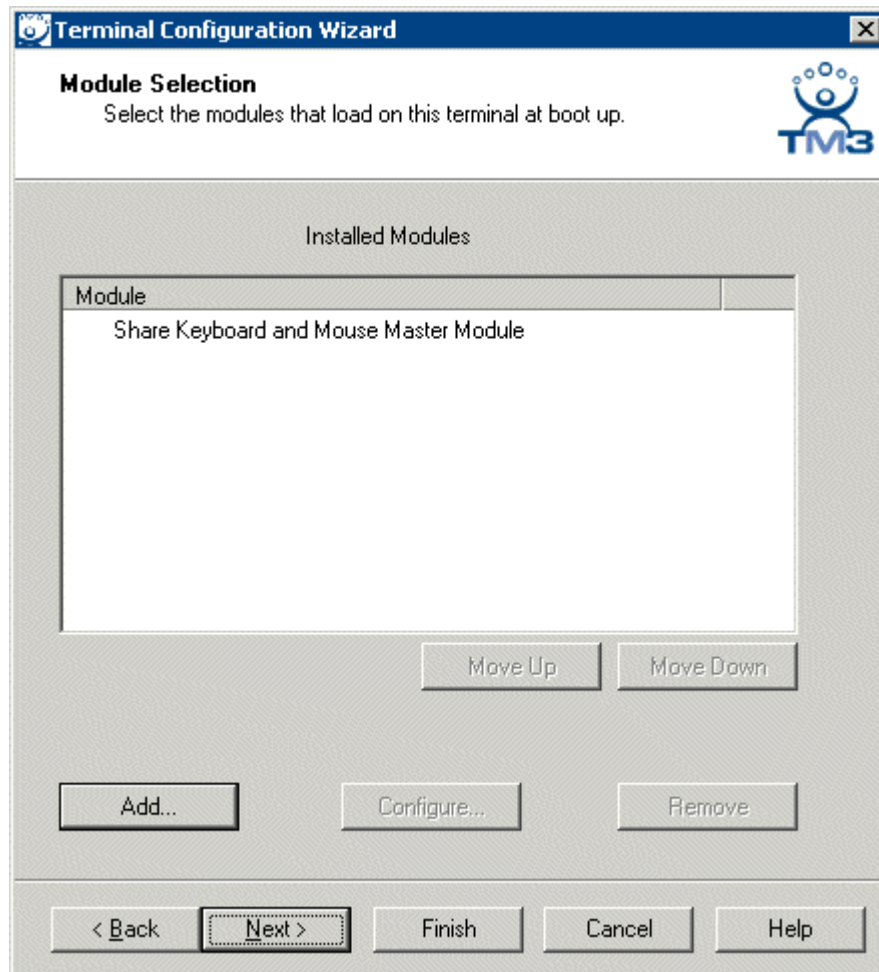 Terminal Configuration Wizard
Module Selection
Select the modules that load on this terminal at boot up.
TM3
Installed Modules
Module
Share Keyboard and Mouse Master Module
Move Up Move Down
Add... Configure... Remove
< Back Next > Finish Cancel Help